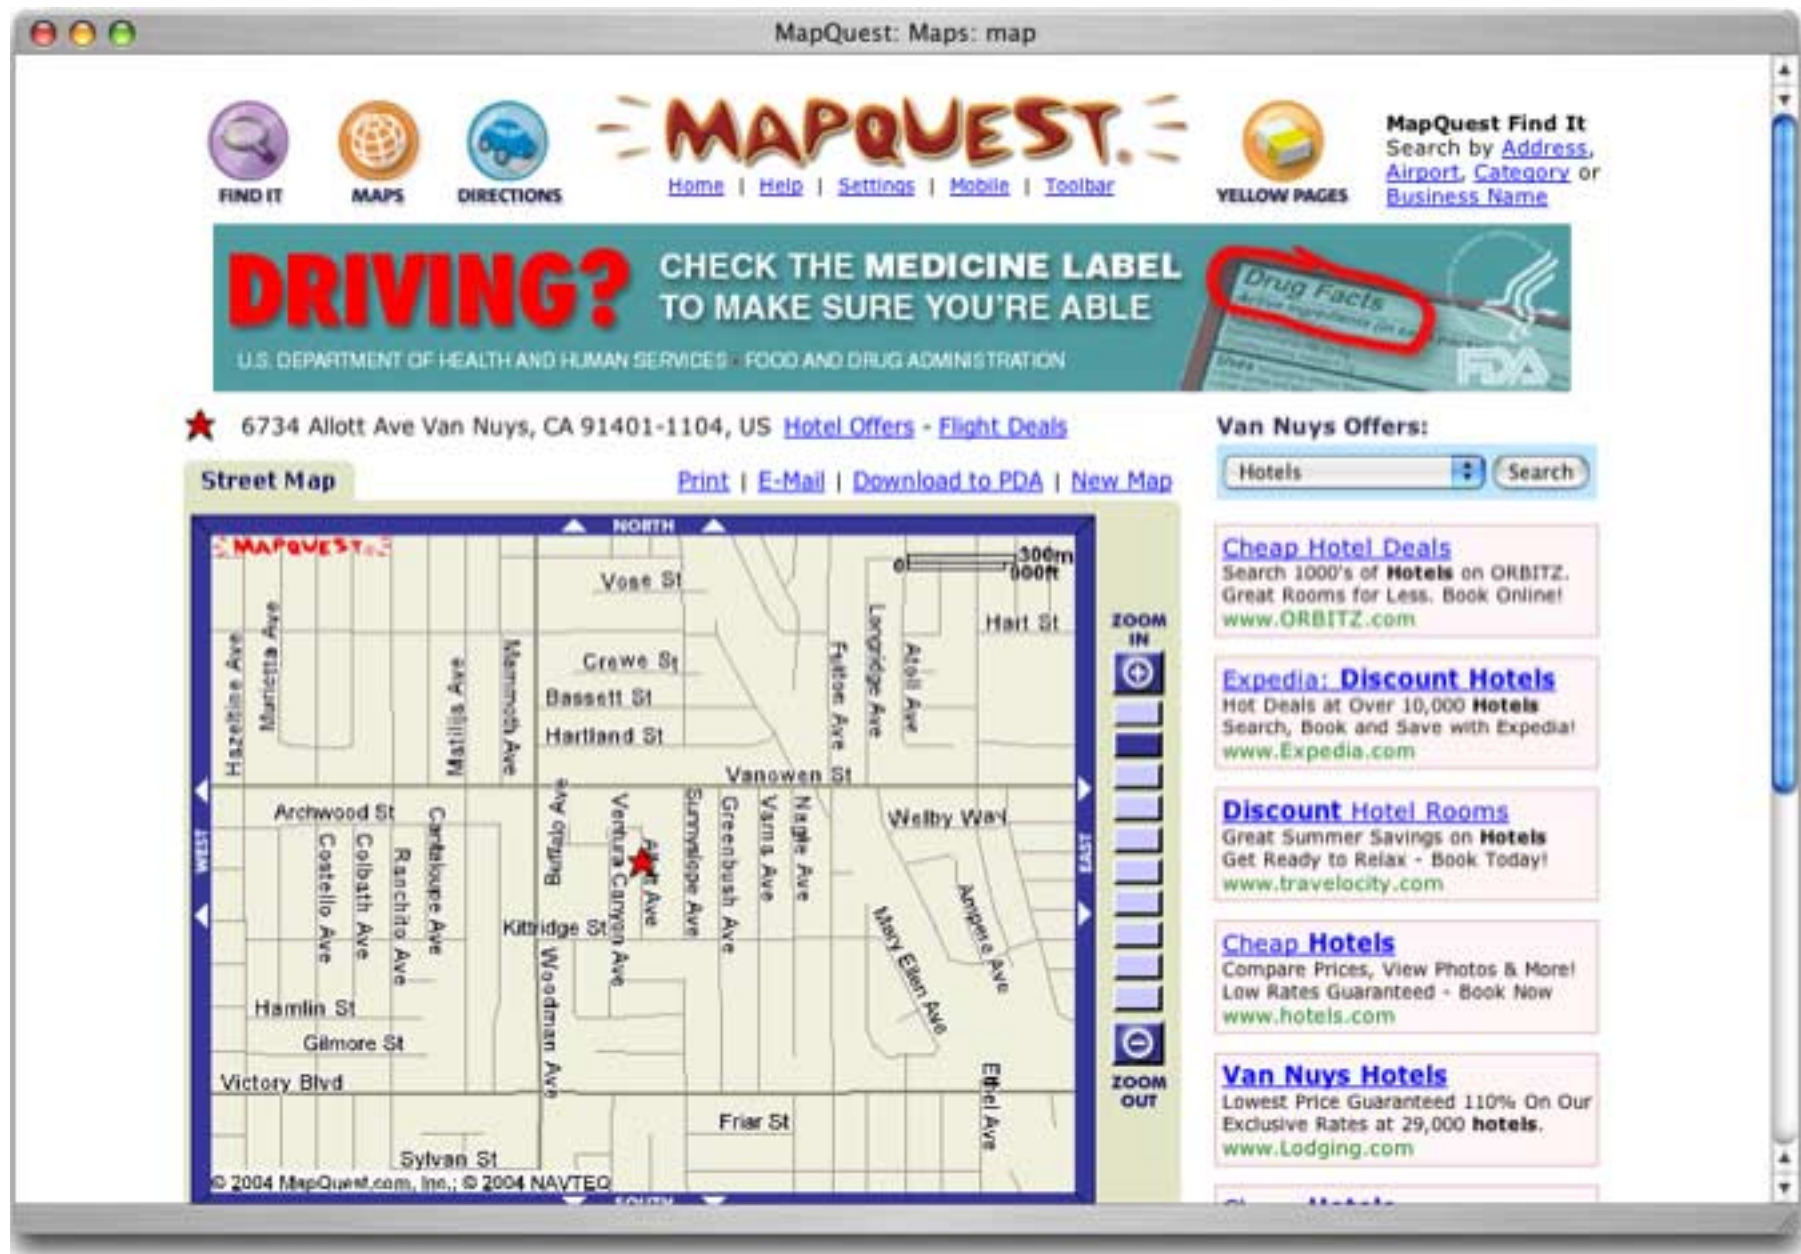 MapQuest: Maps: map
FIND IT
MAPS
DIRECTIONS
MAPQUEST.
Home | Help | Settings | Mobile | Toolbar
YELLOW PAGES
MapQuest Find It
Search by Address,
Airport, Category or
Business Name
DRIVING?
CHECK THE MEDICINE LABEL
TO MAKE SURE YOU'RE ABLE
U.S. DEPARTMENT OF HEALTH AND HUMAN SERVICES • FOOD AND DRUG ADMINISTRATION
Drug Facts
Uses
FDA
6734 Allott Ave Van Nuys, CA 91401-1104, US Hotel Offers - Flight Deals
Street Map
Print | E-Mail | Download to PDA | New Map
NORTH
MAPQUEST.
0 300m
000ft
Vose St
Hart St
Hazeltine Ave
Murietta Ave
Matilija Ave
Mammoth Ave
Crewe St
Bassett St
Hartland St
Fulton Ave
Longridge Ave
Atoll Ave
Vanowen St
WEST
EAST
Archwood St
Costello Ave
Colbath Ave
Ranchito Ave
Cantaloupe Ave
Buffalo Ave
Ventura Canyon Ave
Ave
Sunnyslope Ave
Greenbush Ave
Varna Ave
Nagle Ave
Welby Way
Ampere Ave
Mary Ellen Ave
Kittridge St
Woodman Ave
Hamlin St
Gilmore St
Victory Blvd
Ethel Ave
Friar St
Sylvan St
© 2004 MapQuest.com, Inc.; © 2004 NAVTEQ
SOUTH
ZOOM
IN
ZOOM
OUT
Van Nuys Offers:
Hotels
Search
Cheap Hotel Deals
Search 1000's of Hotels on ORBITZ.
Great Rooms for Less. Book Online!
www.ORBITZ.com
Expedia: Discount Hotels
Hot Deals at Over 10,000 Hotels
Search, Book and Save with Expedia!
www.Expedia.com
Discount Hotel Rooms
Great Summer Savings on Hotels
Get Ready to Relax - Book Today!
www.travelocity.com
Cheap Hotels
Compare Prices, View Photos & More!
Low Rates Guaranteed - Book Now
www.hotels.com
Van Nuys Hotels
Lowest Price Guaranteed 110% On Our
Exclusive Rates at 29,000 hotels.
www.Lodging.com